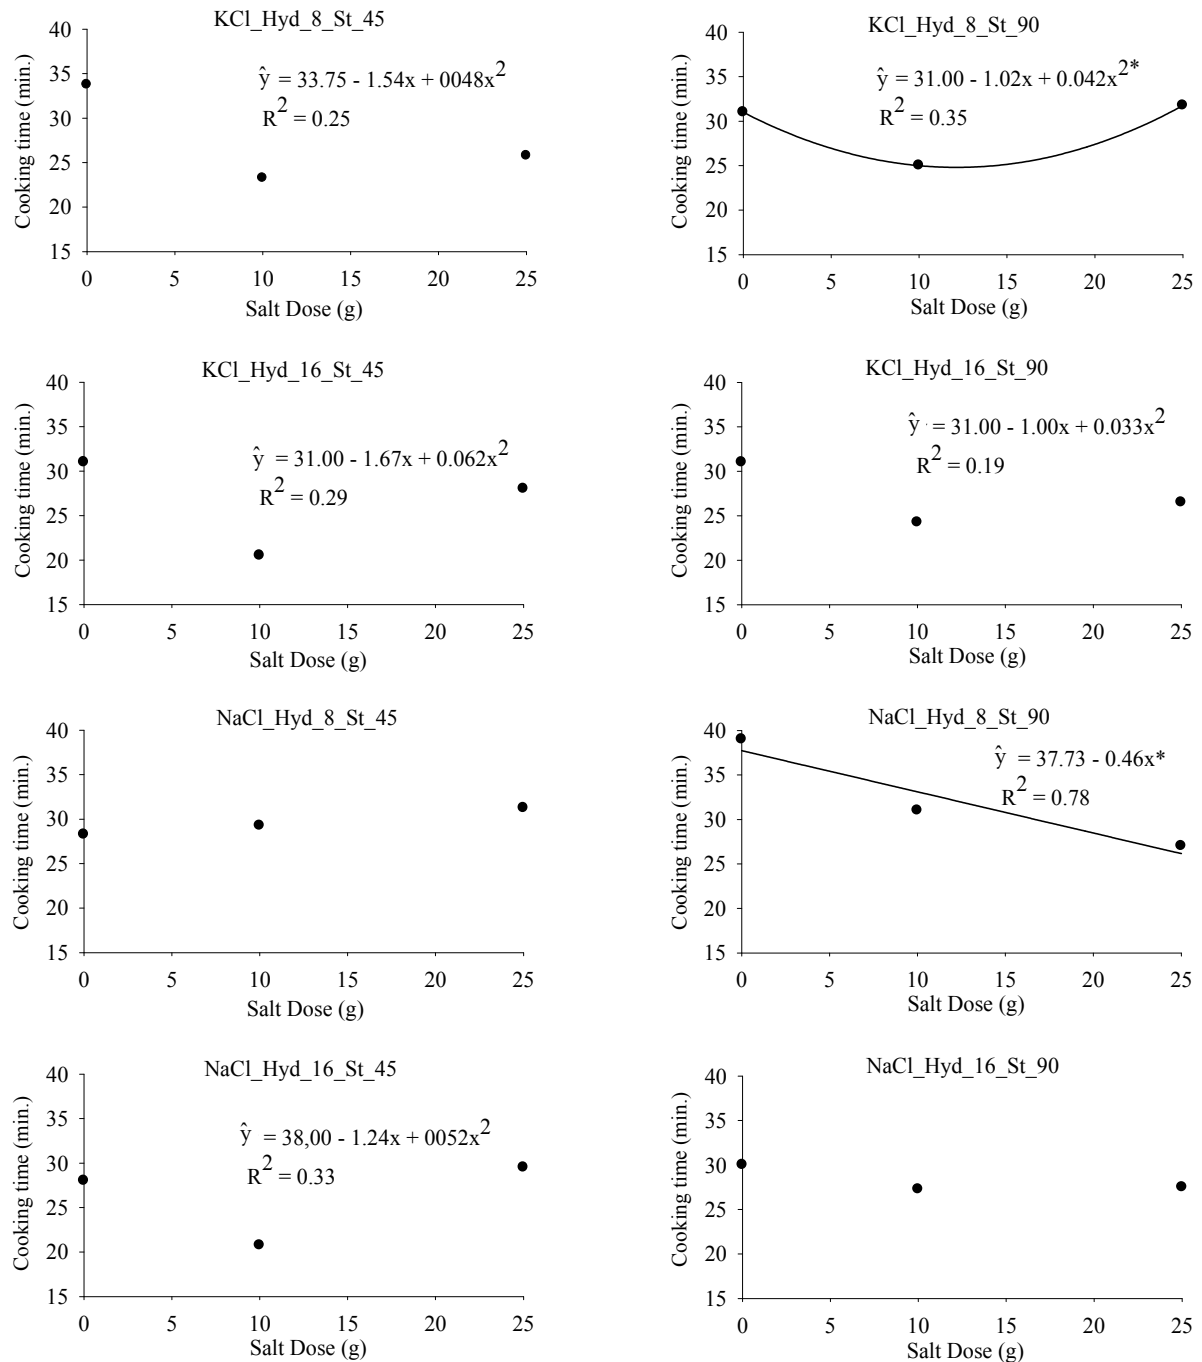 KCl_Hyd_8_St_45
Cooking time (min.)
40
35
30
25
20
15
ŷ = 33.75 - 1.54x + 0048x²
R² = 0.25
0 5 10 15 20 25
Salt Dose (g)
KCl_Hyd_8_St_90
Cooking time (min.)
40
35
30
25
20
15
ŷ = 31.00 - 1.02x + 0.042x²*
R² = 0.35
0 5 10 15 20 25
Salt Dose (g)
KCl_Hyd_16_St_45
Cooking time (min.)
40
35
30
25
20
15
ŷ = 31.00 - 1.67x + 0.062x²
R² = 0.29
0 5 10 15 20 25
Salt Dose (g)
KCl_Hyd_16_St_90
Cooking time (min.)
40
35
30
25
20
15
ŷ = 31.00 - 1.00x + 0.033x²
R² = 0.19
0 5 10 15 20 25
Salt Dose (g)
NaCl_Hyd_8_St_45
Cooking time (min.)
40
35
30
25
20
15
0 5 10 15 20 25
Salt Dose (g)
NaCl_Hyd_8_St_90
Cooking time (min.)
40
35
30
25
20
15
ŷ = 37.73 - 0.46x*
R² = 0.78
0 5 10 15 20 25
Salt Dose (g)
NaCl_Hyd_16_St_45
Cooking time (min.)
40
35
30
25
20
15
ŷ = 38,00 - 1.24x + 0052x²
R² = 0.33
0 5 10 15 20 25
Salt Dose (g)
NaCl_Hyd_16_St_90
Cooking time (min.)
40
35
30
25
20
15
0 5 10 15 20 25
Salt Dose (g)